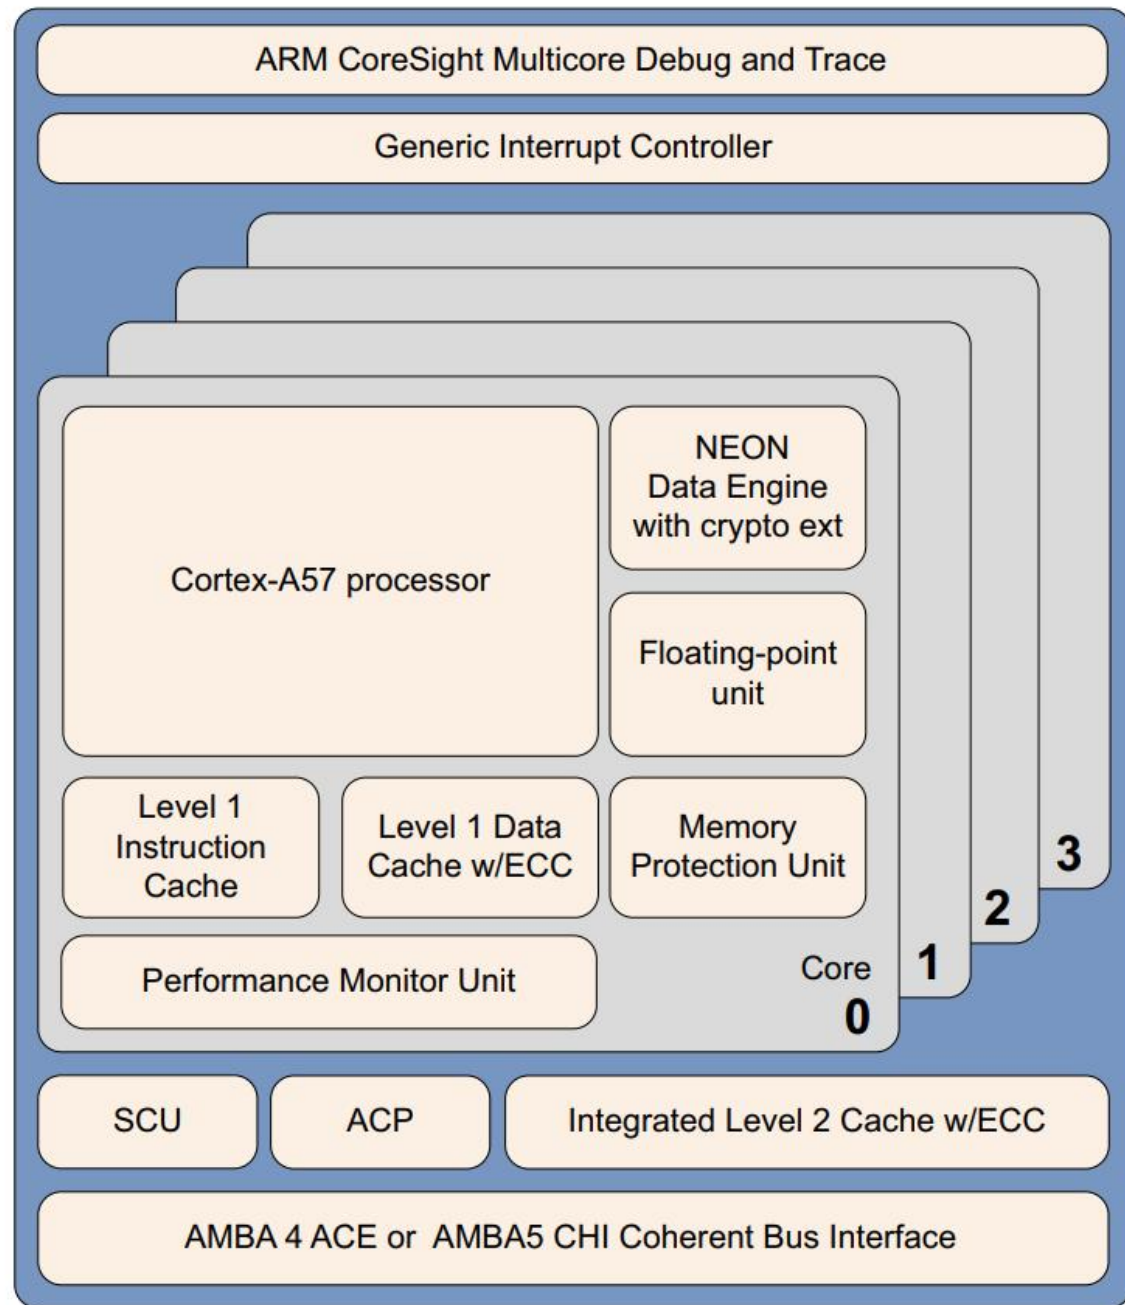 ARM CoreSight Multicore Debug and Trace
Generic Interrupt Controller
Cortex-A57 processor
NEON
Data Engine
with crypto ext
Floating-point
unit
Level 1
Instruction
Cache
Level 1 Data
Cache w/ECC
Memory
Protection Unit
Performance Monitor Unit
Core
0
1
2
3
SCU
ACP
Integrated Level 2 Cache w/ECC
AMBA 4 ACE or  AMBA5 CHI Coherent Bus Interface